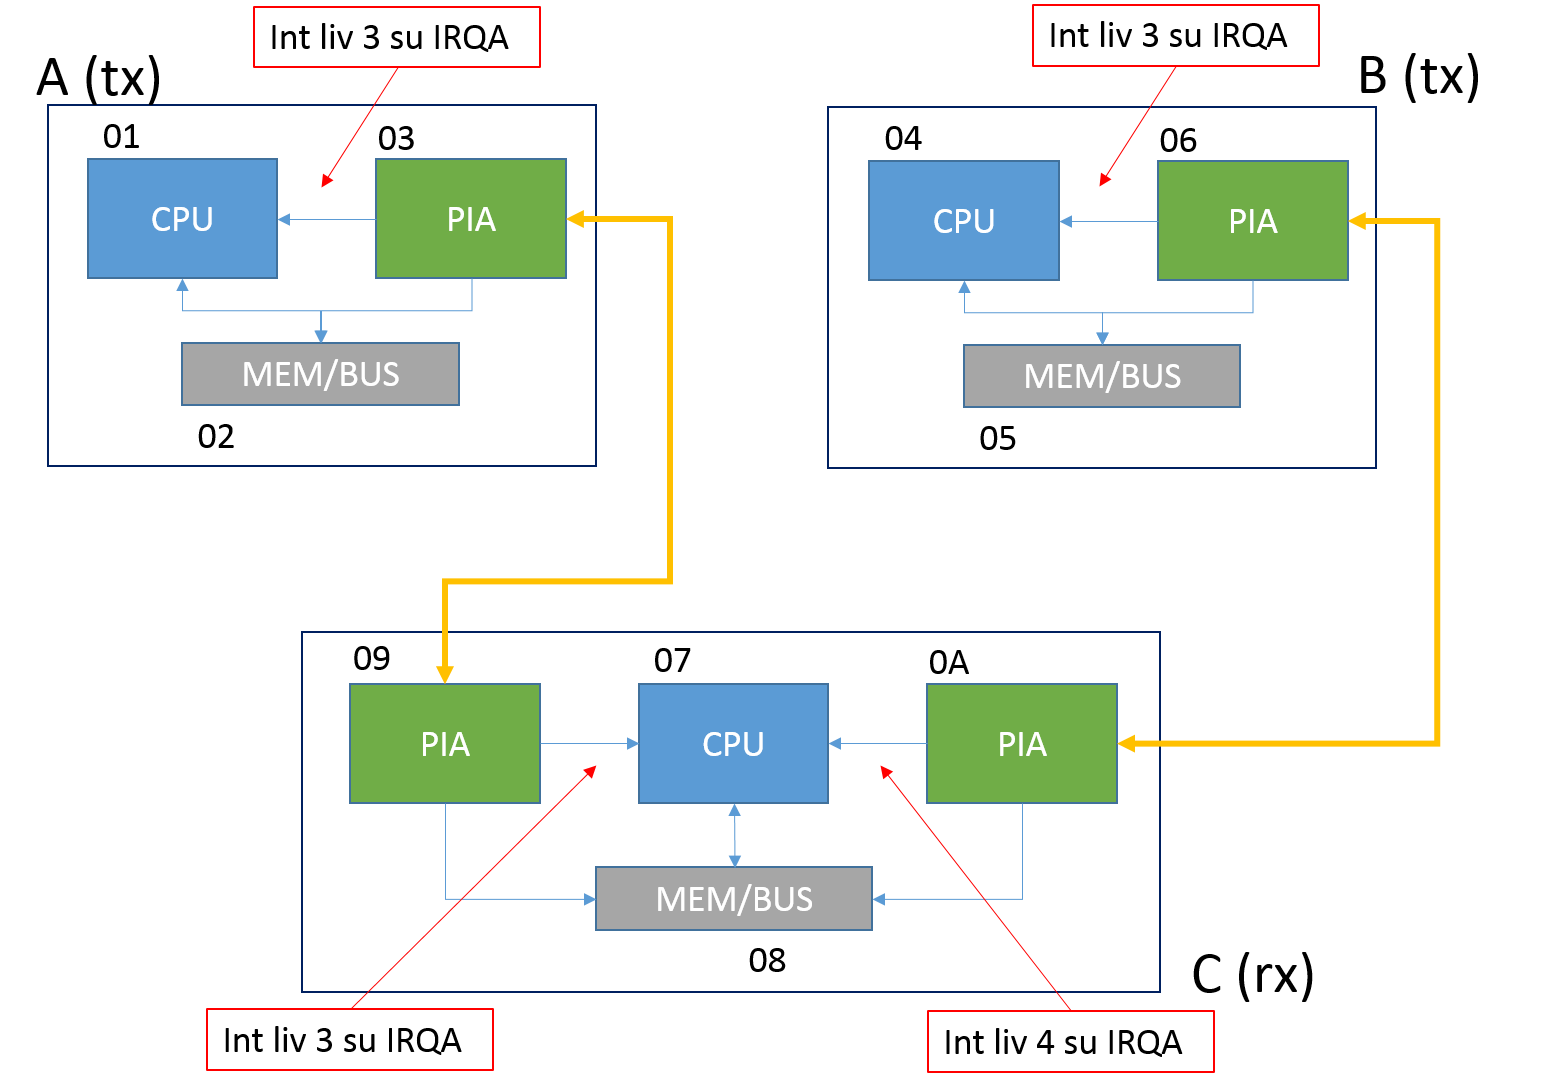 Int liv 3 su IRQA
Int liv 3 su IRQA
A (tx)
B (tx)
01
03
04
06
CPU
PIA
CPU
PIA
MEM/BUS
MEM/BUS
02
05
09
07
0A
PIA
CPU
PIA
MEM/BUS
08
C (rx)
Int liv 3 su IRQA
Int liv 4 su IRQA